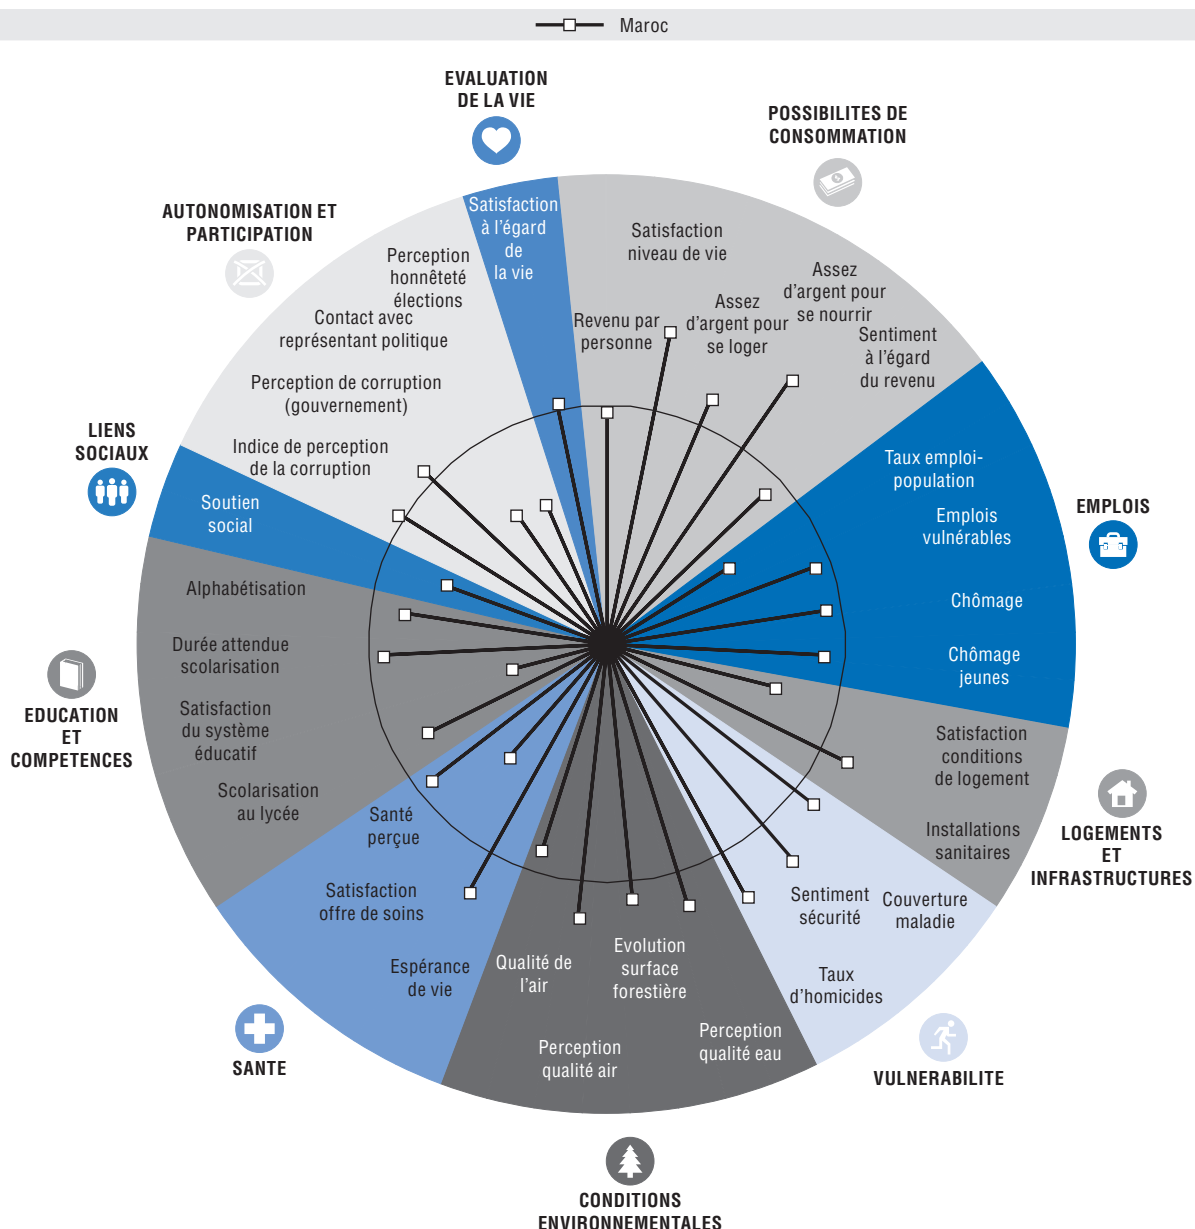 Maroc
EVALUATION
DE LA VIE
POSSIBILITES DE
CONSOMMATION
AUTONOMISATION ET
PARTICIPATION
Satisfaction
à l'égard
de
la vie
Satisfaction
niveau de vie
Perception
honnêteté
élections
Assez
d'argent pour
se nourrir
Contact avec
représentant politique
Revenu par
personne
Assez
d'argent pour
se loger
Sentiment
à l'égard
du revenu
Perception de corruption
(gouvernement)
LIENS
SOCIAUX
Indice de perception
de la corruption
Taux emploi-
population
Soutien
social
Emplois
vulnérables
EMPLOIS
Alphabétisation
Chômage
Durée attendue
scolarisation
Chômage
jeunes
EDUCATION
ET
COMPETENCES
Satisfaction
du système
éducatif
Satisfaction
conditions
de logement
Scolarisation
au lycée
Santé
perçue
Installations
sanitaires
LOGEMENTS
ET
INFRASTRUCTURES
Satisfaction
offre de soins
Sentiment
sécurité
Couverture
maladie
Espérance
de vie
Qualité de
l'air
Evolution
surface
forestière
Taux
d'homicides
Perception
qualité air
Perception
qualité eau
SANTE
VULNERABILITE
CONDITIONS
ENVIRONNEMENTALES